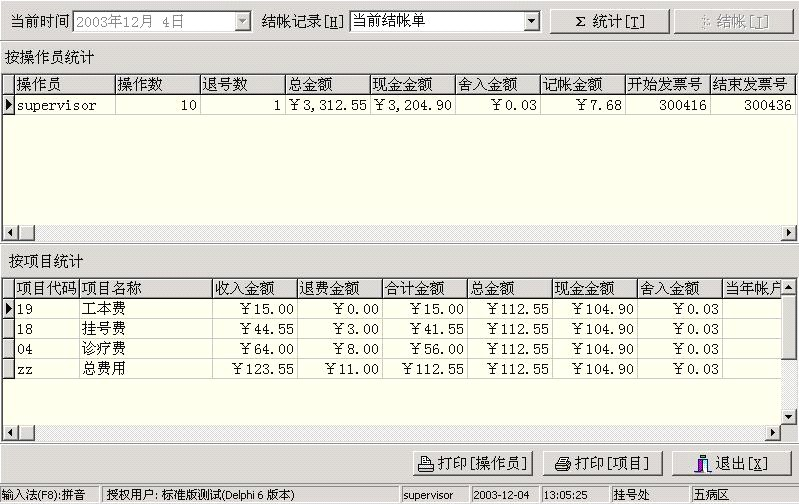 当前时间 2003年12月 4日 结帐记录[H] 当前结帐单 Σ 统计[T] 结帐[I]
按操作员统计
操作员 操作数 退号数 总金额 现金金额 舍入金额 记帐金额 开始发票号 结束发票号
supervisor 10 1 ¥3,312.55 ¥3,204.90 ¥0.03 ¥7.68 300416 300436
按项目统计
项目代码 项目名称 收入金额 退费金额 合计金额 总金额 现金金额 舍入金额 当年帐户
19 工本费 ¥15.00 ¥0.00 ¥15.00 ¥112.55 ¥104.90 ¥0.03
18 挂号费 ¥44.55 ¥3.00 ¥41.55 ¥112.55 ¥104.90 ¥0.03
04 诊疗费 ¥64.00 ¥8.00 ¥56.00 ¥112.55 ¥104.90 ¥0.03
zz 总费用 ¥123.55 ¥11.00 ¥112.55 ¥112.55 ¥104.90 ¥0.03
打印[操作员] 打印[项目] 退出[X]
输入法(F8):拼音 授权用户: 标准版测试(Delphi 6 版本) supervisor 2003-12-04 13:05:25 挂号处 五病区